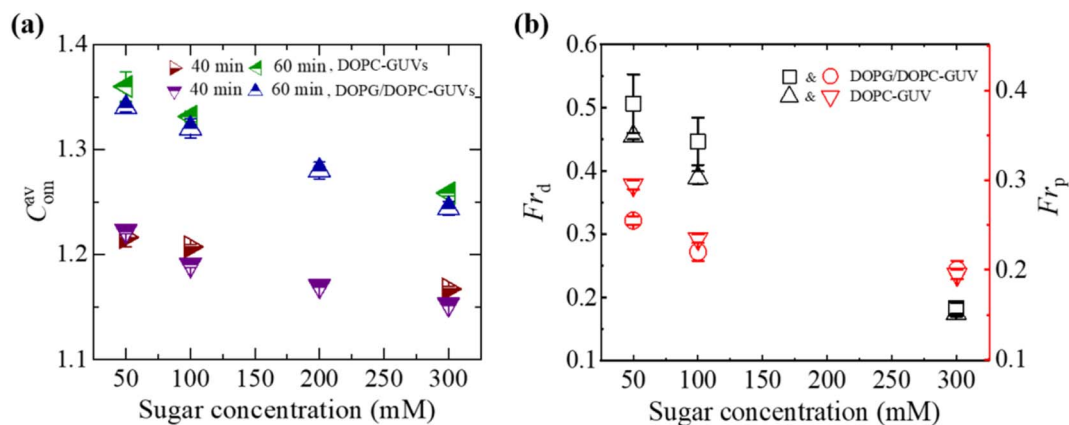 (a)
1.4
1.3
1.2
1.1
C_om^av
40 min 60 min , DOPC-GUVs
40 min 60 min , DOPG/DOPC-GUVs
50 100 150 200 250 300
Sugar concentration (mM)
(b)
0.6
0.5
0.4
0.3
0.2
0.1
Fr_d
& DOPG/DOPC-GUV
& DOPC-GUV
0.4
0.3
0.2
0.1
Fr_p
50 100 150 200 250 300
Sugar concentration (mM)